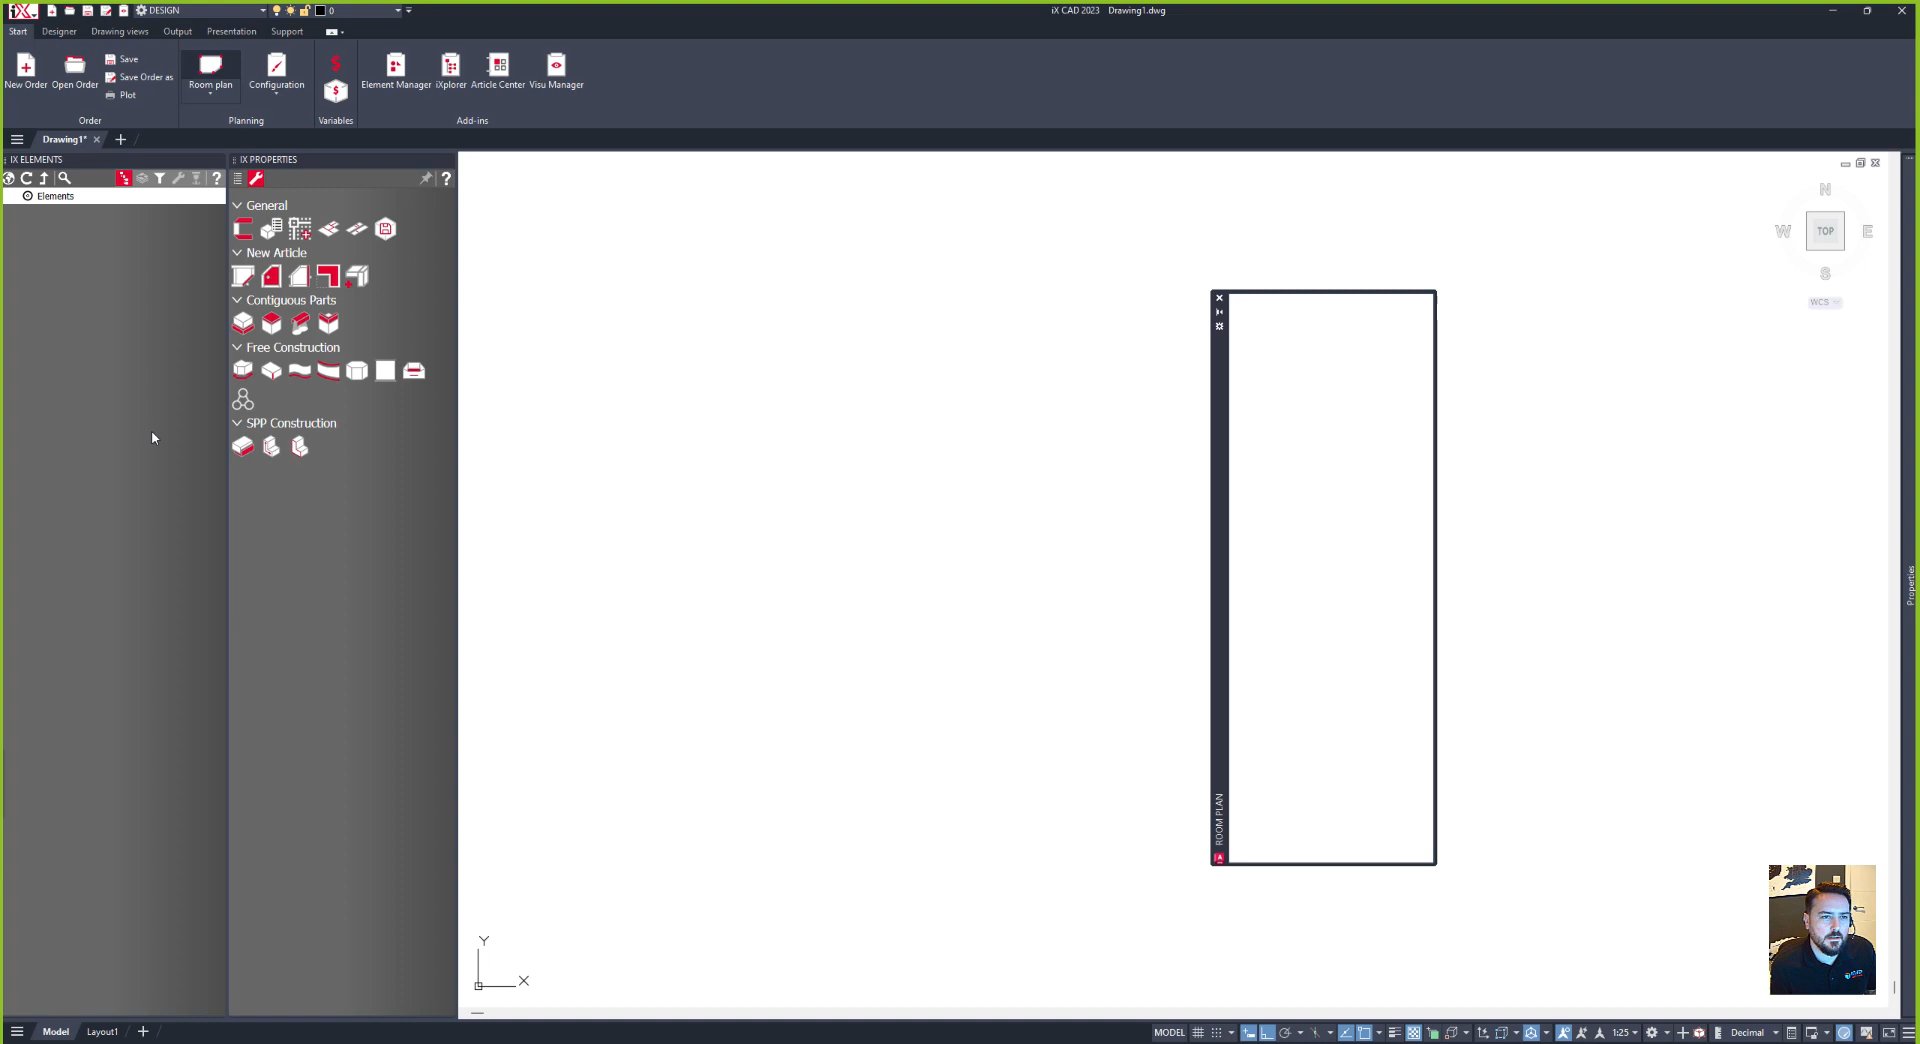 iX DESIGN 0 iX CAD 2023 Drawing1.dwg
Start Designer Drawing views Output Presentation Support
New Order Open Order Save Save Order as Plot
Room plan Configuration
Element Manager iXplorer Article Center Visu Manager
Order Planning Variables Add-ins
Drawing1*
IX ELEMENTS IX PROPERTIES
Elements
General
New Article
Contiguous Parts
Free Construction
SPP Construction
N
W TOP E
S
WCS
ROOM PLAN
Properties
Y
X
Model Layout1
MODEL 1:25 Decimal